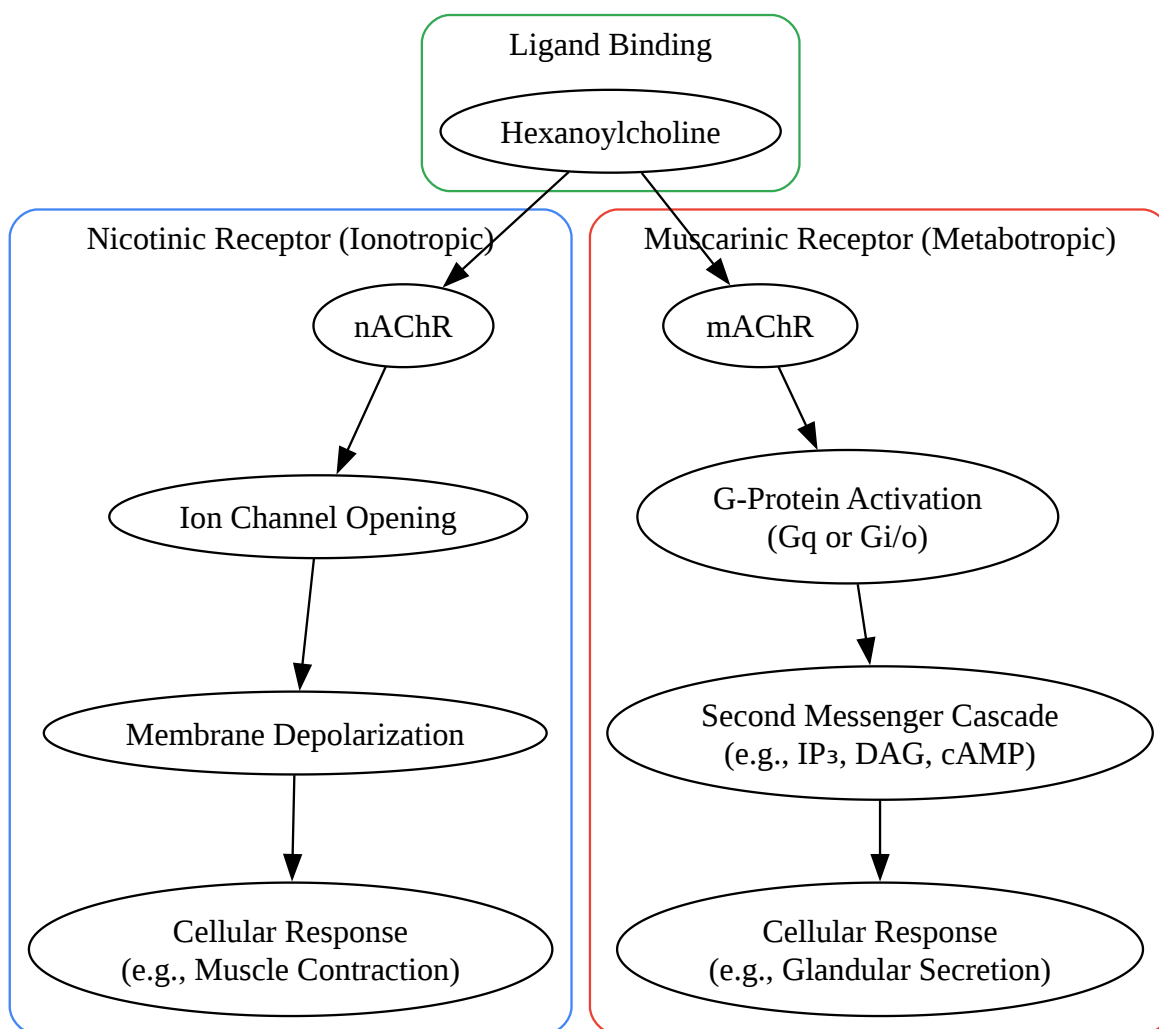 Ligand Binding
Hexanoylcholine
Nicotinic Receptor (Ionotropic)
nAChR
Ion Channel Opening
Membrane Depolarization
Cellular Response
(e.g., Muscle Contraction)
Muscarinic Receptor (Metabotropic)
mAChR
G-Protein Activation
(Gq or Gi/o)
Second Messenger Cascade
(e.g., IP₃, DAG, cAMP)
Cellular Response
(e.g., Glandular Secretion)